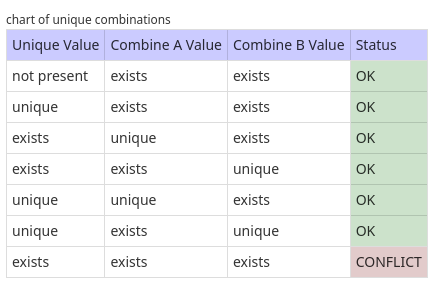 chart of unique combinations
Unique Value Combine A Value Combine B Value Status
not present exists exists OK
unique exists exists OK
exists unique exists OK
exists exists unique OK
unique unique exists OK
unique exists unique OK
exists exists exists CONFLICT